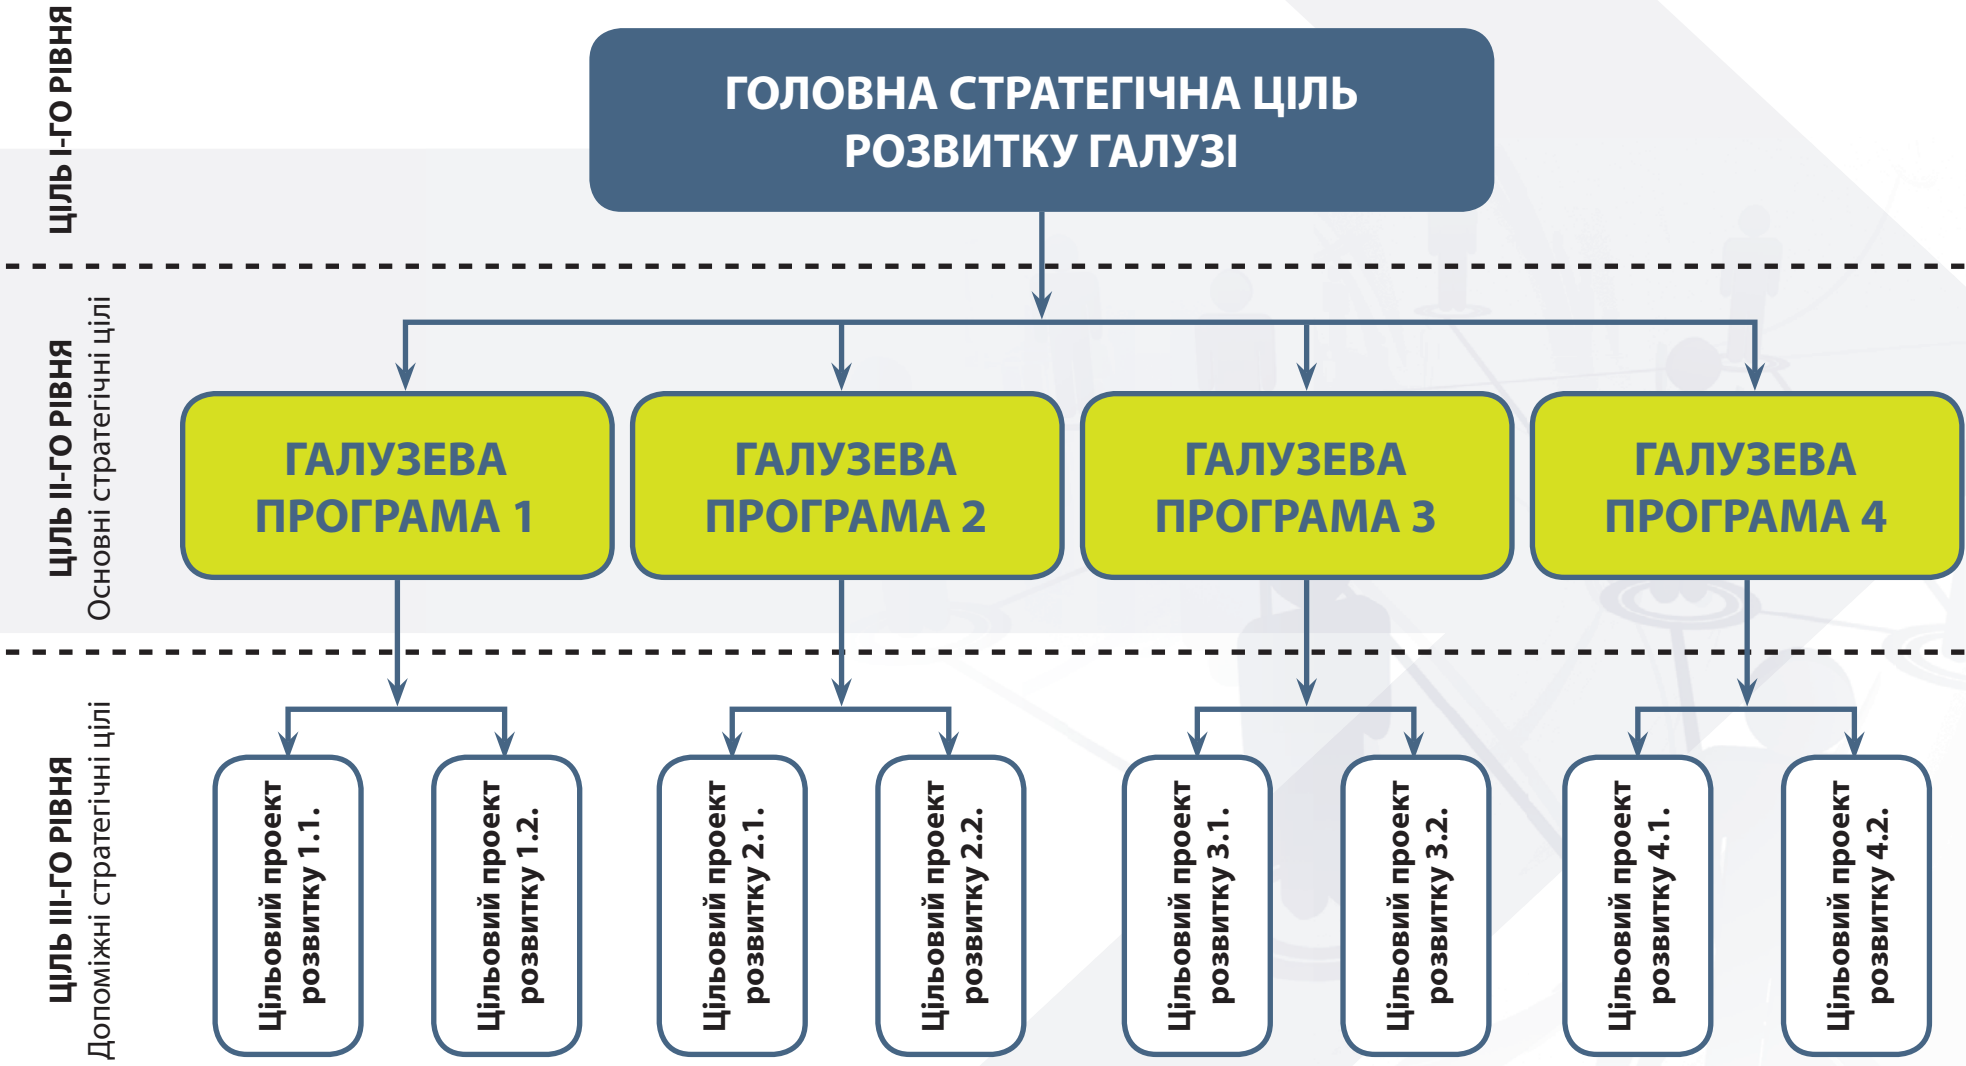 ЦІЛЬ І-ГО РІВНЯ
ГОЛОВНА СТРАТЕГІЧНА ЦІЛЬ
РОЗВИТКУ ГАЛУЗІ
ЦІЛЬ ІІ-ГО РІВНЯ
Основні стратегічні цілі
ГАЛУЗЕВА
ПРОГРАМА 1
ГАЛУЗЕВА
ПРОГРАМА 2
ГАЛУЗЕВА
ПРОГРАМА 3
ГАЛУЗЕВА
ПРОГРАМА 4
ЦІЛЬ ІІІ-ГО РІВНЯ
Допоміжні стратегічні цілі
Цільовий проект
розвитку 1.1.
Цільовий проект
розвитку 1.2.
Цільовий проект
розвитку 2.1.
Цільовий проект
розвитку 2.2.
Цільовий проект
розвитку 3.1.
Цільовий проект
розвитку 3.2.
Цільовий проект
розвитку 4.1.
Цільовий проект
розвитку 4.2.